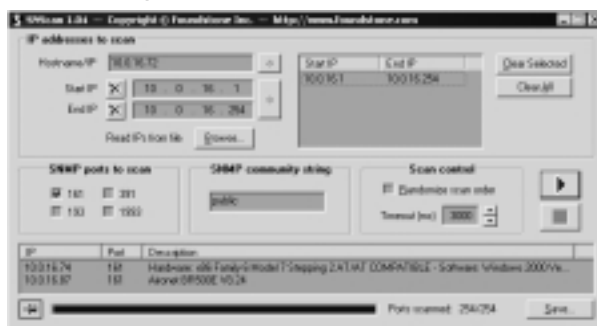 SNScan 1.04 — Copyright © Foundstone Inc. — http://www.foundstone.com
IP addresses to scan
Hostname/IP 10.0.16.72
Start IP X 10 . 0 . 16 . 1
End IP X 10 . 0 . 16 . 254
Read IPs from file Browse...
Start IP End IP
10.0.16.1 10.0.16.254
Clear Selected
Clear All
SNMP ports to scan
161 391
193 1993
SNMP community string
public
Scan control
Randomize scan order
Timeout (ms) 3000
IP Port Description
10.0.16.74 161 Hardware: x86 Family 6 Model 7 Stepping 2 AT/AT COMPATIBLE - Software: Windows 2000 Ve...
10.0.16.87 161 Aironet BR500E V8.24
Ports scanned: 254/254 Save...